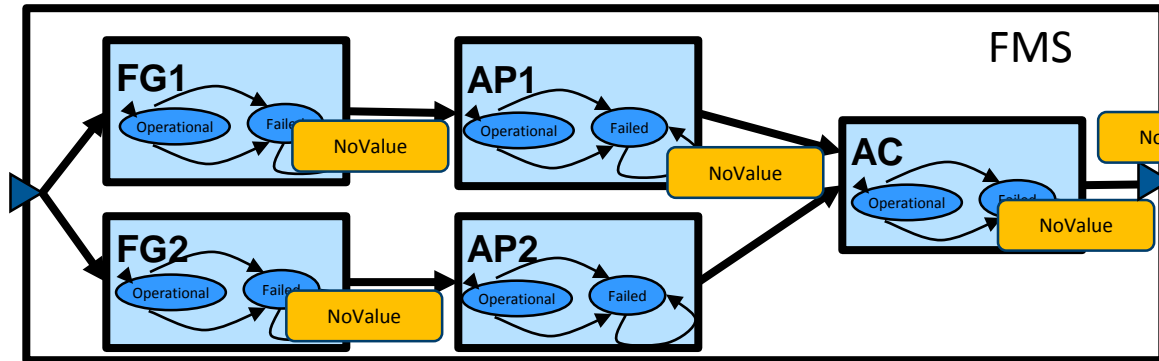 FMS
FG1
Operational
Failed
NoValue
AP1
Operational
Failed
NoValue
FG2
Operational
Failed
NoValue
AP2
Operational
Failed
AC
Operational
NoValue